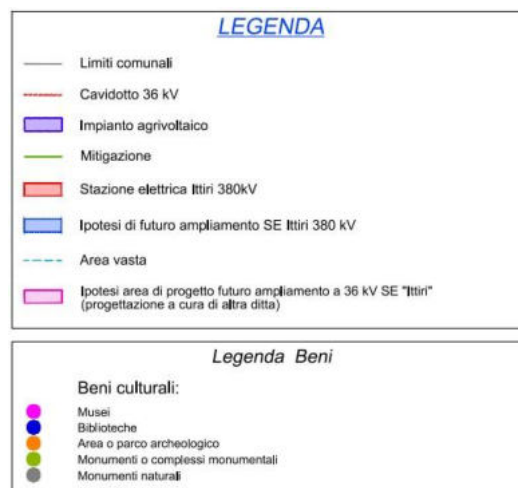 LEGENDA
Limiti comunali
Cavidotto 36 kV
Impianto agrivoltaico
Mitigazione
Stazione elettrica Ittiri 380kV
Ipotesi di futuro ampliamento SE Ittiri 380 kV
Area vasta
Ipotesi area di progetto futuro ampliamento a 36 kV SE "Ittiri"
(progettazione a cura di altra ditta)
Legenda Beni
Beni culturali:
Musei
Biblioteche
Area o parco archeologico
Monumenti o complessi monumentali
Monumenti naturali